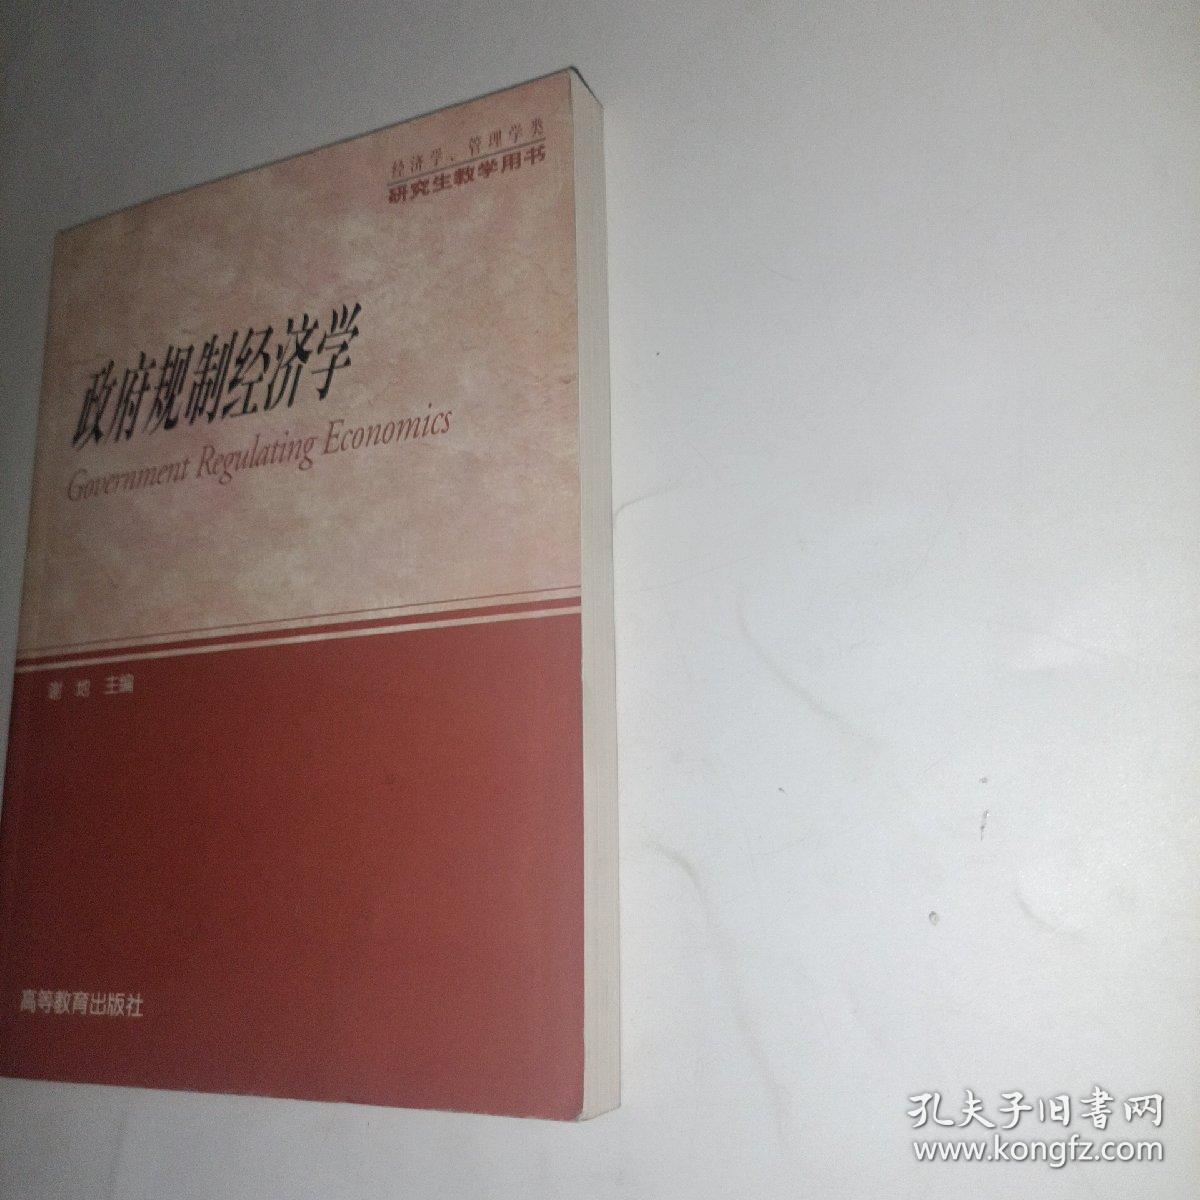 经济学、管理学类
研究生教学用书
政府规制经济学
Government Regulating Economics
谢 地 主编
高等教育出版社
孔夫子旧書网
www.kongfz.com